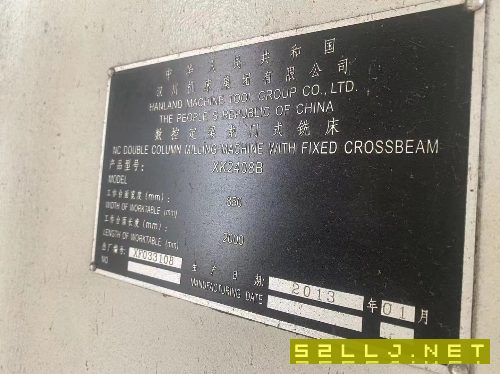 中华人民共和国
汉川机床集团有限公司
HANLAND MACHINE TOOL GROUP CO., LTD.
THE PEOPLE'S REPUBLIC OF CHINA
数控定梁龙门式铣床
NC DOUBLE COLUMN MILLING MACHINE WITH FIXED CROSSBEAM
产品型号: XK2408B
MODEL
工作台面宽度(mm):
WIDTH OF WORKTABLE (mm) 850
工作台面长度(mm):
LENGTH OF WORKTABLE (mm) 2000
出厂编号: 生产日期: 2013 年 01 月
NO MANUFACTURING DATE
52LLJ.NET